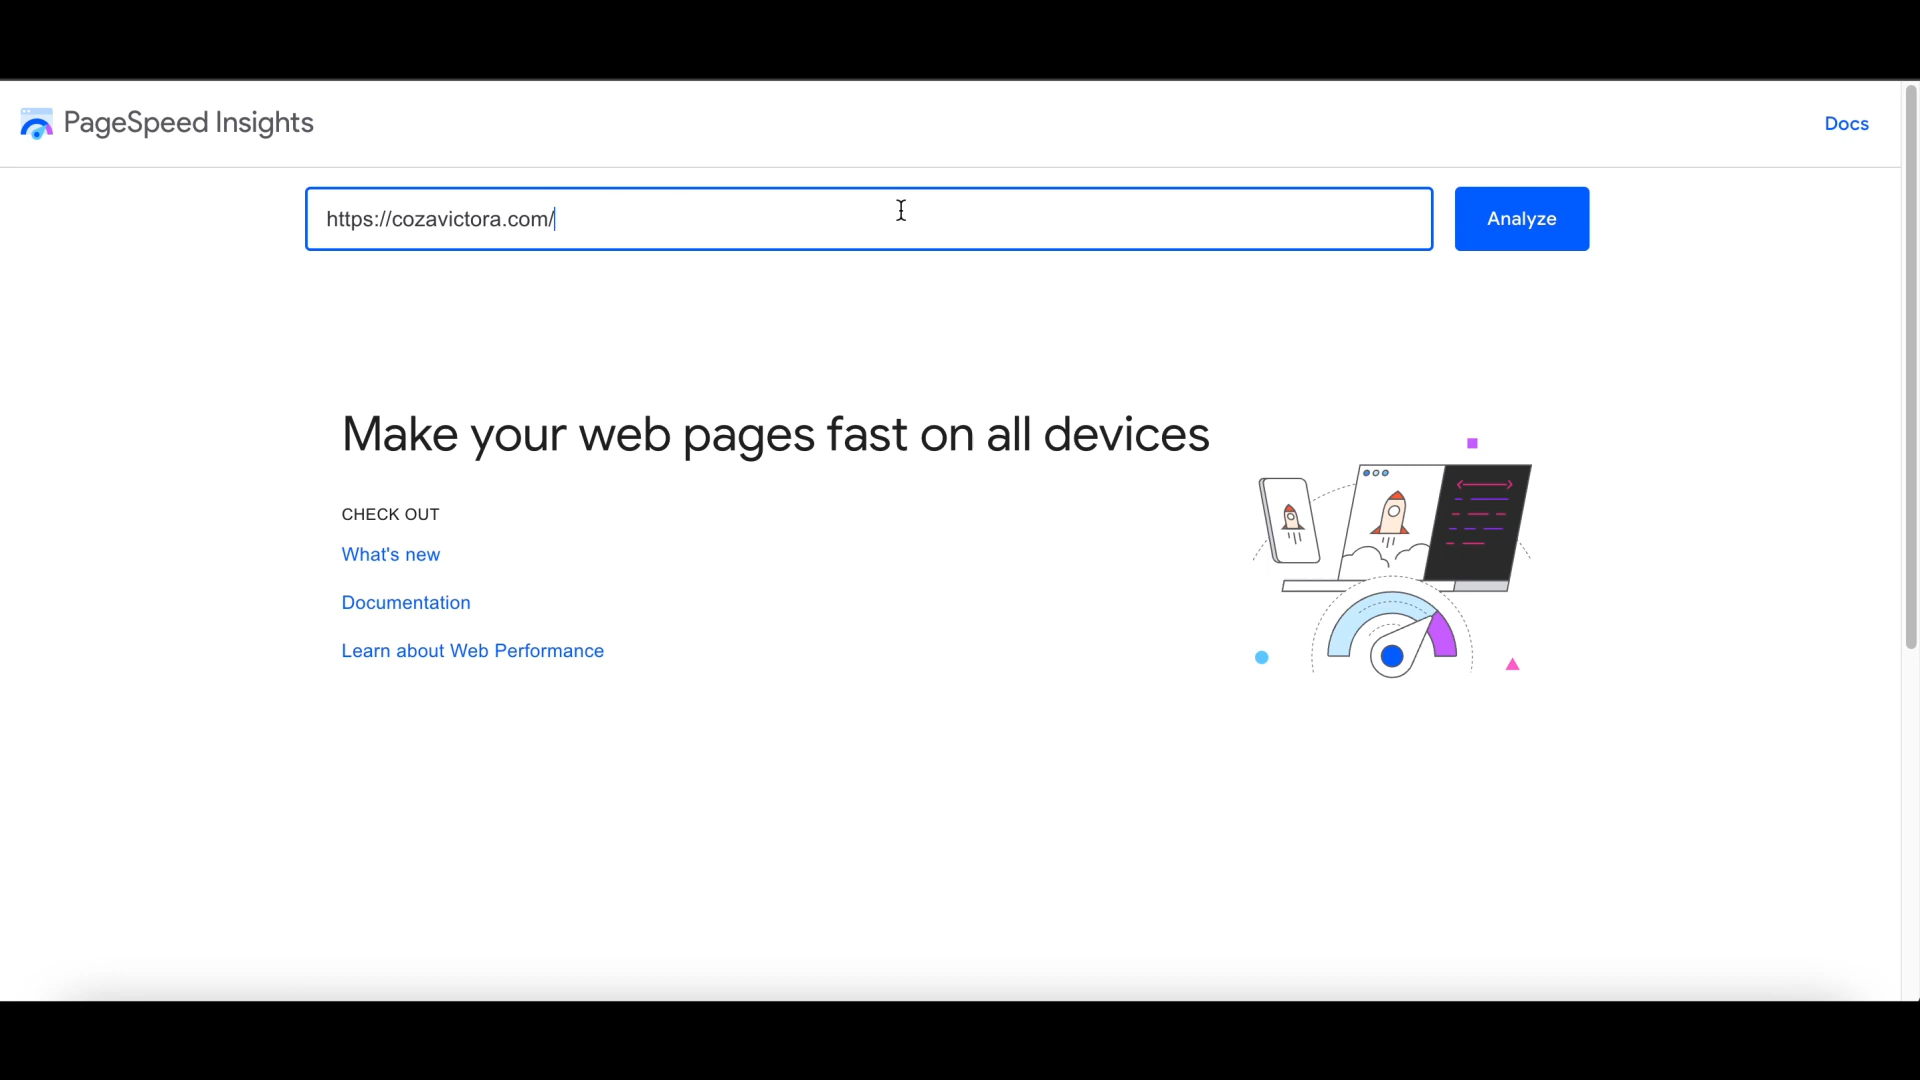 PageSpeed Insights
Docs
https://cozavictora.com/
Analyze
Make your web pages fast on all devices
CHECK OUT
What's new
Documentation
Learn about Web Performance